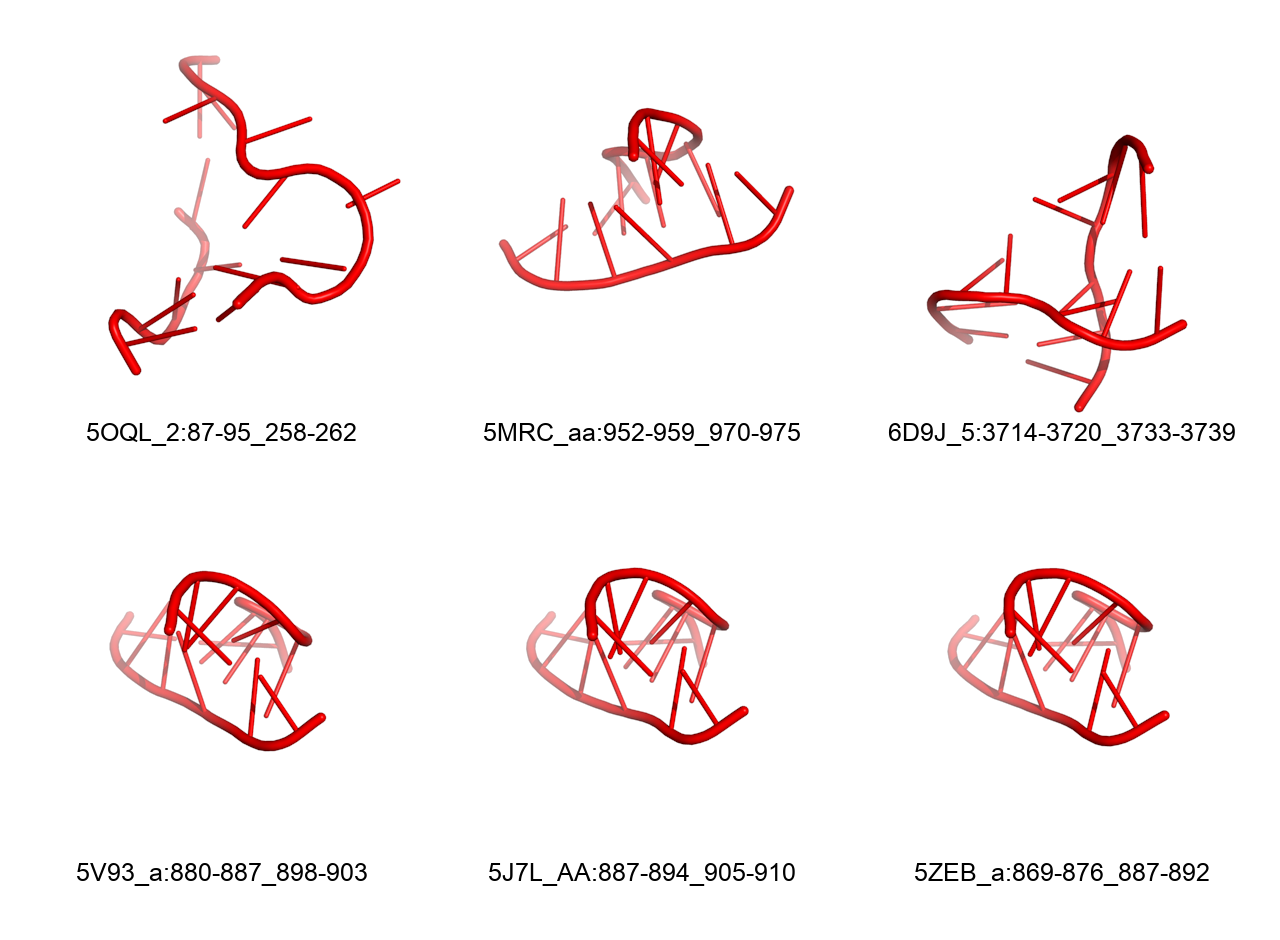 5OQL_2:87-95_258-262
5MRC_aa:952-959_970-975
6D9J_5:3714-3720_3733-3739
5V93_a:880-887_898-903
5J7L_AA:887-894_905-910
5ZEB_a:869-876_887-892